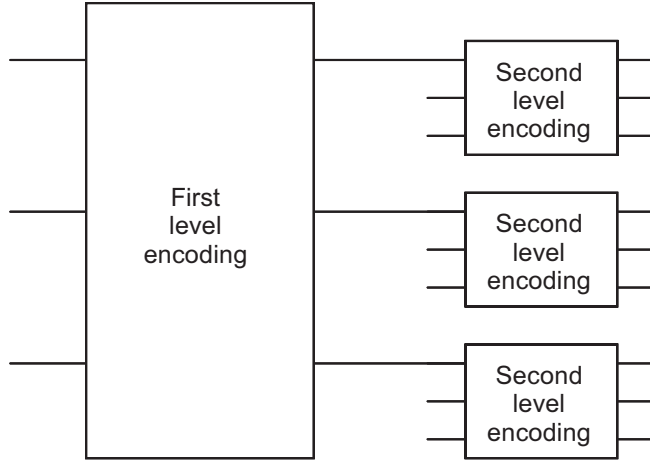 First
level
encoding
Second
level
encoding
Second
level
encoding
Second
level
encoding